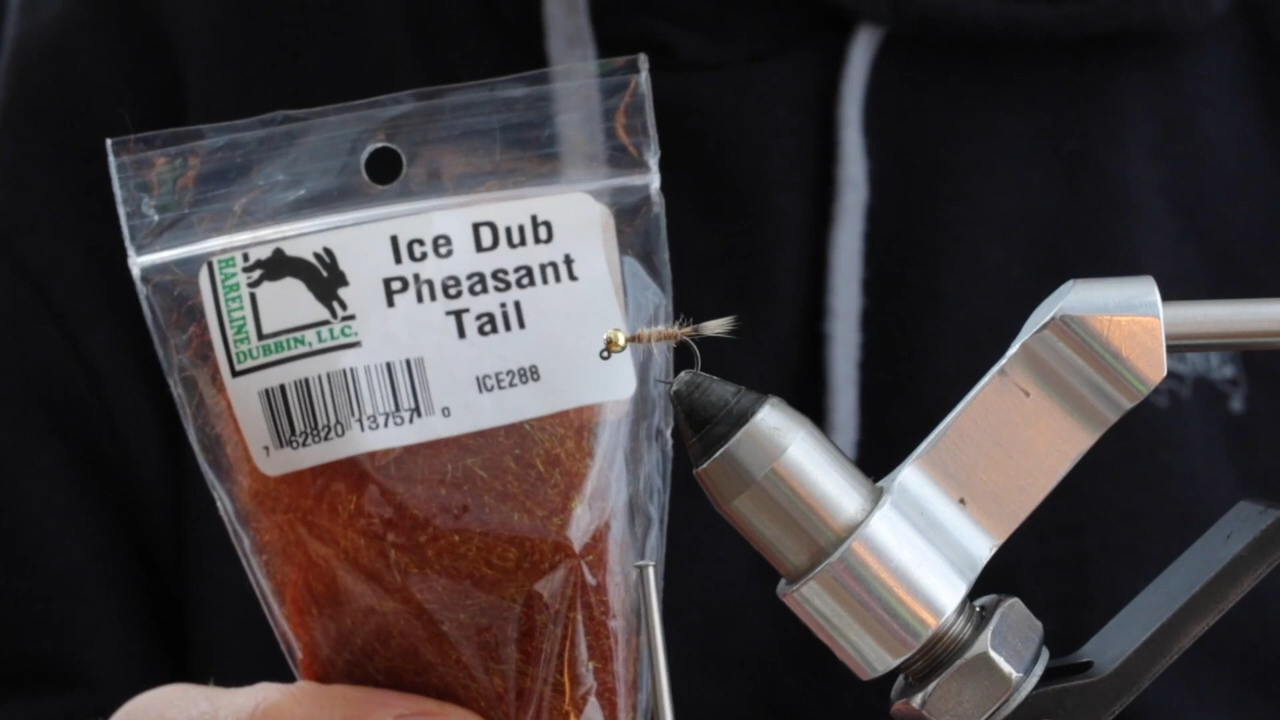 Ice Dub
Pheasant
Tail
HARELINE
DUBBIN, LLC.
ICE288
7 62820 13757 0